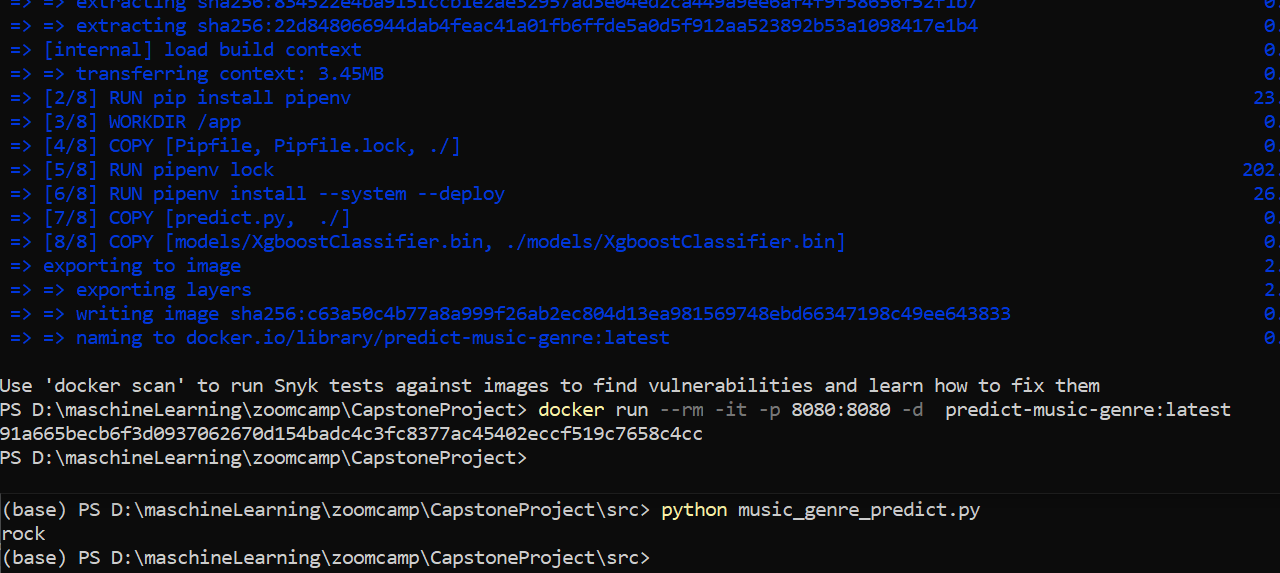 => => extracting sha256:834522e4ba9151ccb1e2ae32957ad3e04ed2ca449a9ee6af4f9f58656f52f1b7 0.
=> => extracting sha256:22d848066944dab4feac41a01fb6ffde5a0d5f912aa523892b53a1098417e1b4 0.
=> [internal] load build context 0.
=> => transferring context: 3.45MB 0.
=> [2/8] RUN pip install pipenv 23.
=> [3/8] WORKDIR /app 0.
=> [4/8] COPY [Pipfile, Pipfile.lock, ./] 0.
=> [5/8] RUN pipenv lock 202.
=> [6/8] RUN pipenv install --system --deploy 26.
=> [7/8] COPY [predict.py,  ./] 0.
=> [8/8] COPY [models/XgboostClassifier.bin, ./models/XgboostClassifier.bin] 0.
=> exporting to image 2.
=> => exporting layers 2.
=> => writing image sha256:c63a50c4b77a8a999f26ab2ec804d13ea981569748ebd66347198c49ee643833 0.
=> => naming to docker.io/library/predict-music-genre:latest 0.
Use 'docker scan' to run Snyk tests against images to find vulnerabilities and learn how to fix them
PS D:\maschineLearning\zoomcamp\CapstoneProject> docker run --rm -it -p 8080:8080 -d  predict-music-genre:latest
91a665becb6f3d0937062670d154badc4c3fc8377ac45402eccf519c7658c4cc
PS D:\maschineLearning\zoomcamp\CapstoneProject>
(base) PS D:\maschineLearning\zoomcamp\CapstoneProject\src> python music_genre_predict.py
rock
(base) PS D:\maschineLearning\zoomcamp\CapstoneProject\src>